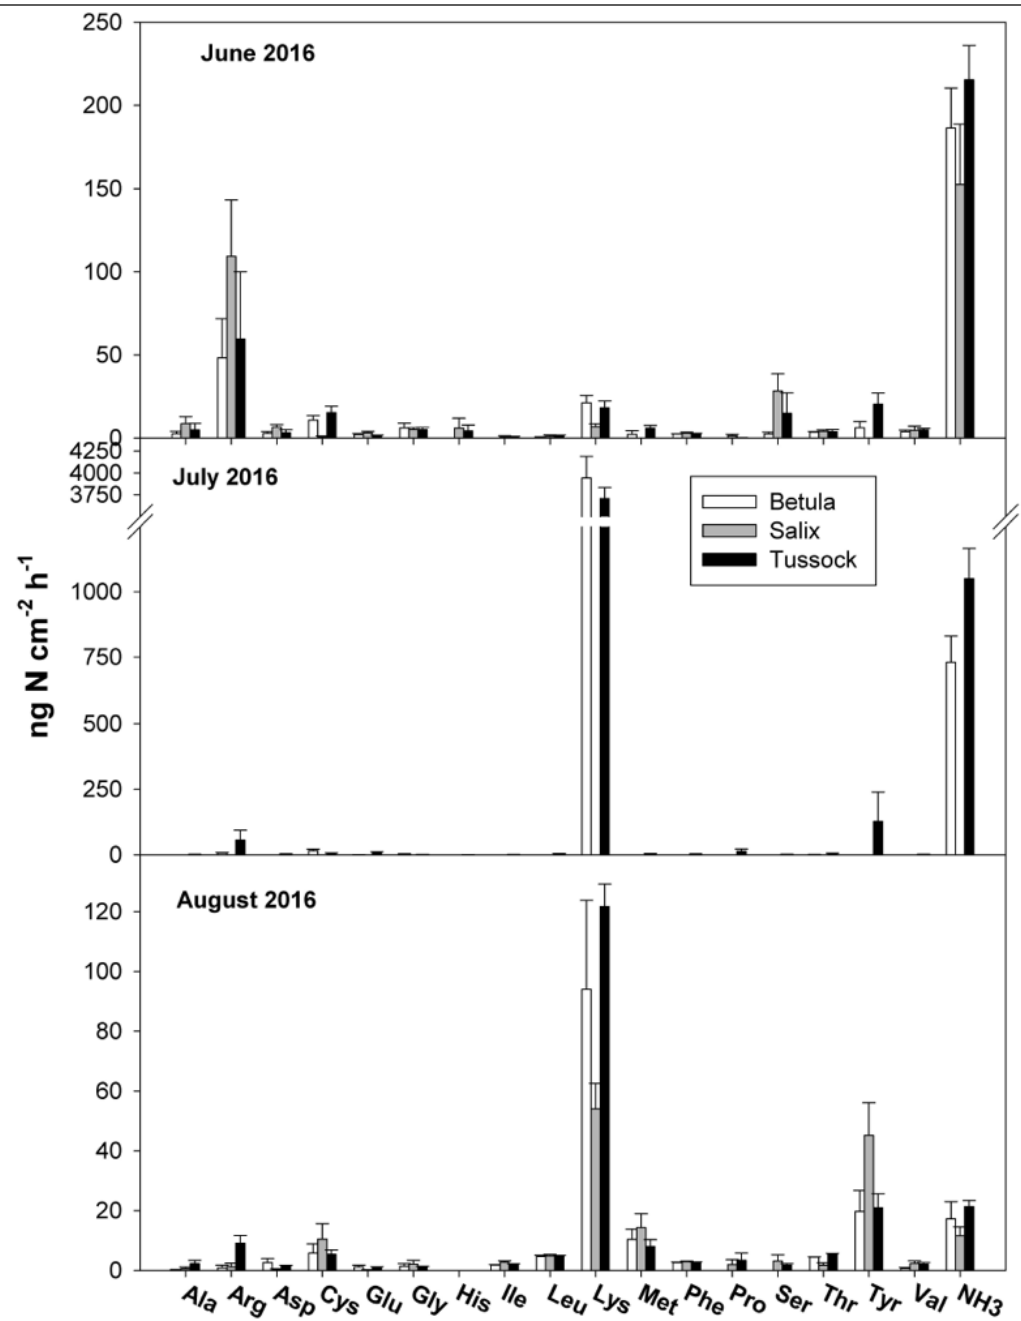 250
June 2016
200
150
100
50
0
4250
4000
3750
July 2016
Betula
Salix
Tussock
1000
750
500
250
0
ng N cm-2 h-1
August 2016
120
100
80
60
40
20
0
Ala Arg Asp Cys Glu Gly His Ile Leu Lys Met Phe Pro Ser Thr Tyr Val NH3